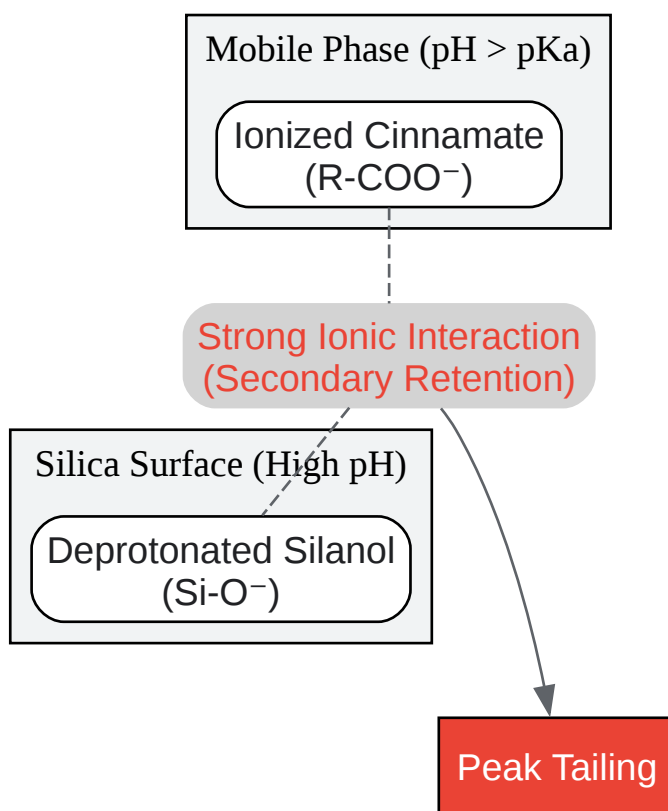 Mobile Phase (pH > pKa)
Ionized Cinnamate
(R-COO⁻)
Strong Ionic Interaction
(Secondary Retention)
Silica Surface (High pH)
Deprotonated Silanol
(Si-O⁻)
Peak Tailing